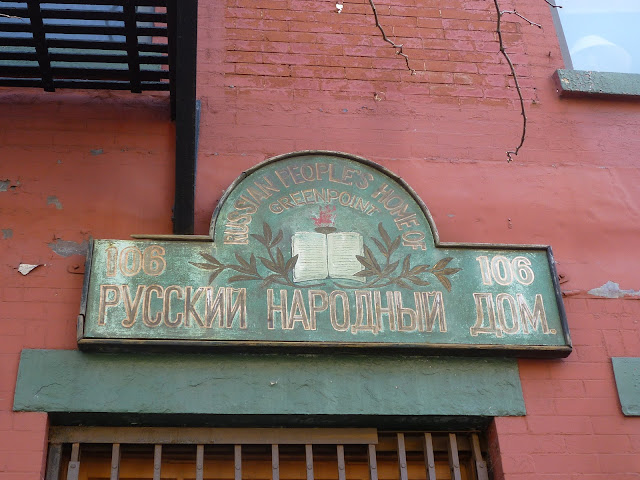 RUSSIAN PEOPLE'S HOME OF
GREENPOINT
106 106
РУССКИЙ НАРОДНЫЙ ДОМ.